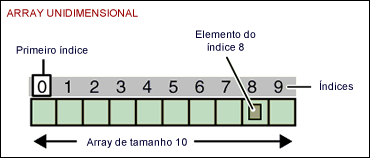 ARRAY UNIDIMENSIONAL
Elemento do
índice 8
Primeiro índice
0 1 2 3 4 5 6 7 8 9
Índices
Array de tamanho 10